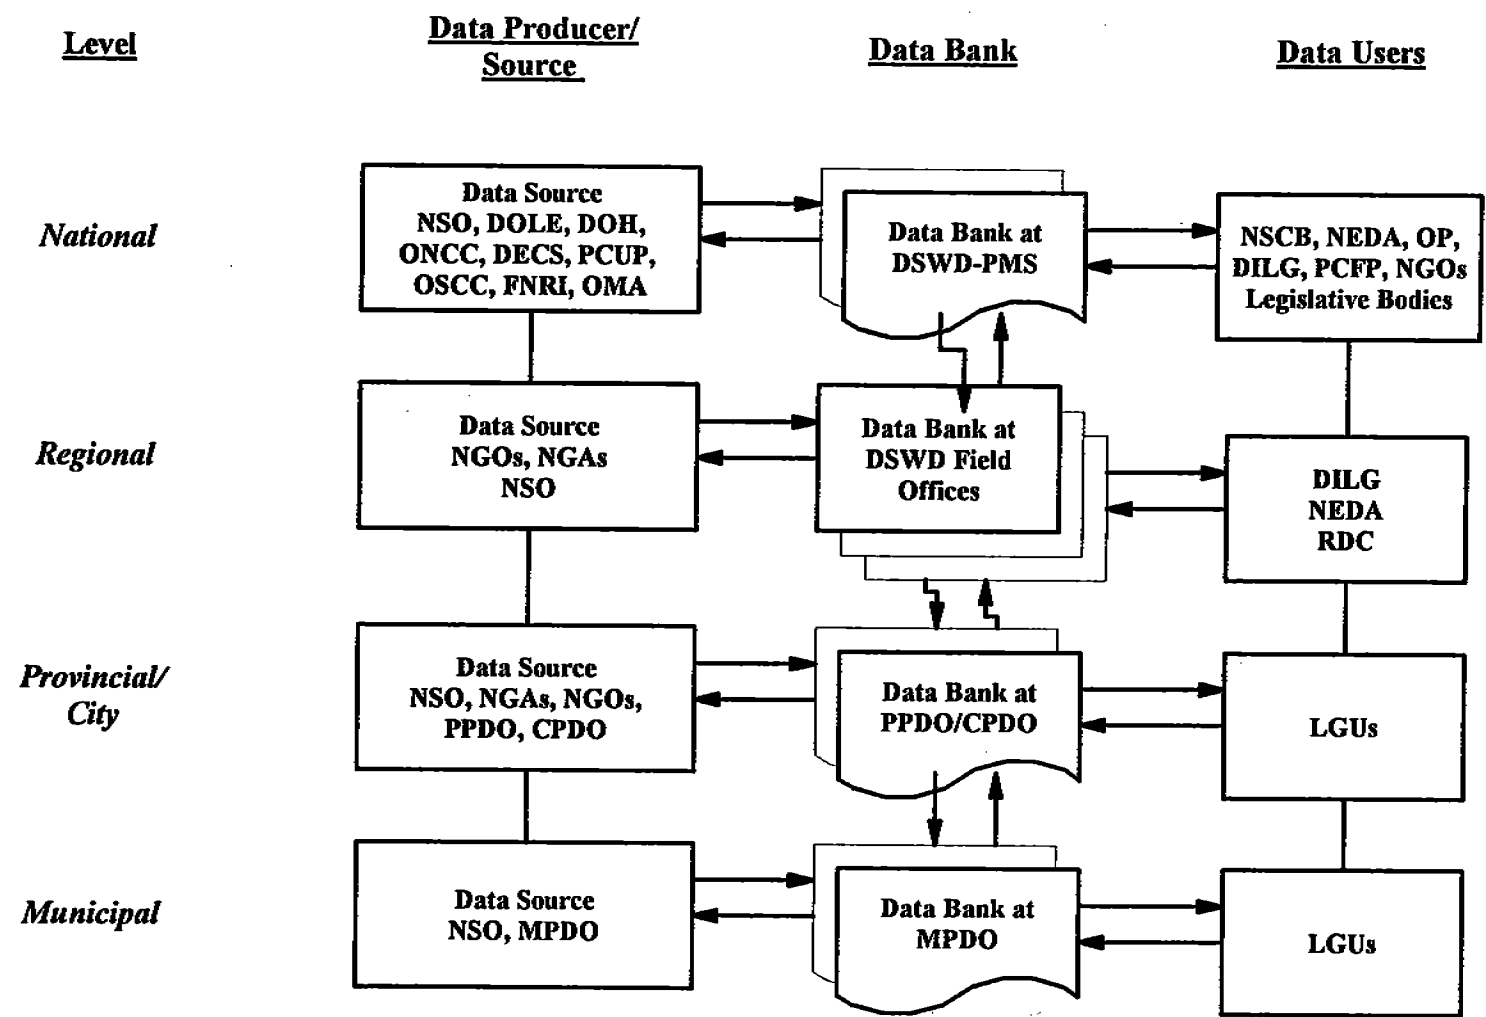 Level
Data Producer/
Source
Data Bank
Data Users
National
Data Source
NSO, DOLE, DOH,
ONCC, DECS, PCUP,
OSCC, FNRI, OMA
Data Bank at
DSWD-PMS
NSCB, NEDA, OP,
DILG, PCFP, NGOs
Legislative Bodies
Regional
Data Source
NGOs, NGAs
NSO
Data Bank at
DSWD Field
Offices
DILG
NEDA
RDC
Provincial/
City
Data Source
NSO, NGAs, NGOs,
PPDO, CPDO
Data Bank at
PPDO/CPDO
LGUs
Municipal
Data Source
NSO, MPDO
Data Bank at
MPDO
LGUs